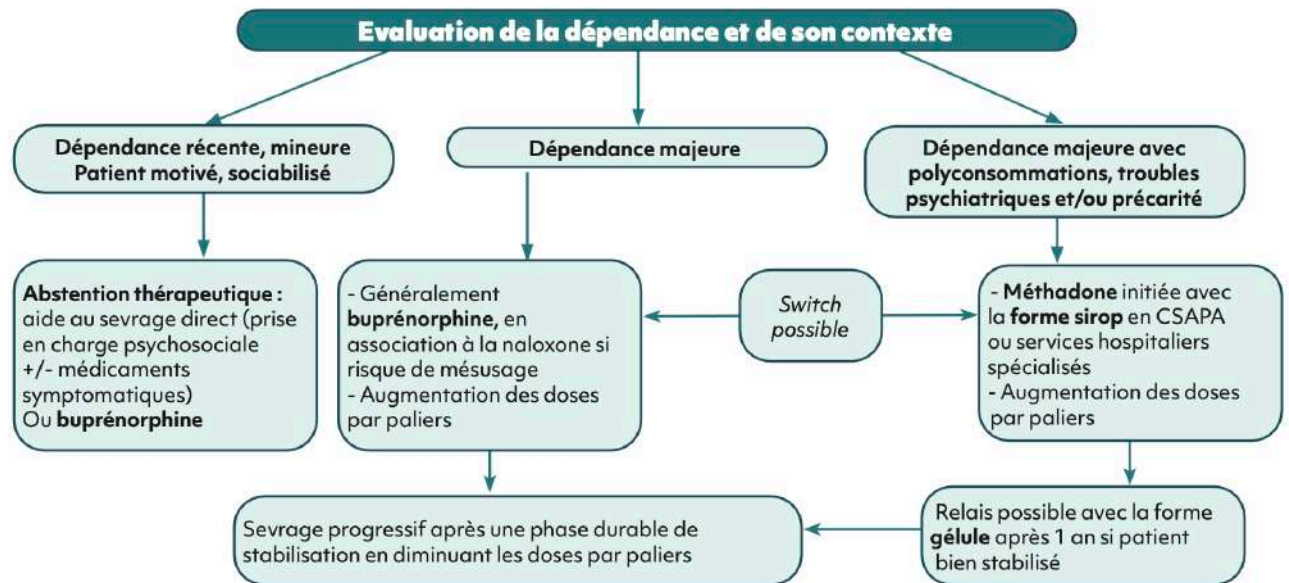 Evaluation de la dépendance et de son contexte
Dépendance récente, mineure
Patient motivé, sociabilisé
Dépendance majeure
Dépendance majeure avec
polyconsommations, troubles
psychiatriques et/ou précarité
Abstention thérapeutique :
aide au sevrage direct (prise
en charge psychosociale
+/- médicaments
symptomatiques)
Ou buprénorphine
- Généralement
buprénorphine, en
association à la naloxone si
risque de mésusage
- Augmentation des doses
par paliers
Switch
possible
- Méthadone initiée avec
la forme sirop en CSAPA
ou services hospitaliers
spécialisés
- Augmentation des doses
par paliers
Sevrage progressif après une phase durable de
stabilisation en diminuant les doses par paliers
Relais possible avec la forme
gélule après 1 an si patient
bien stabilisé